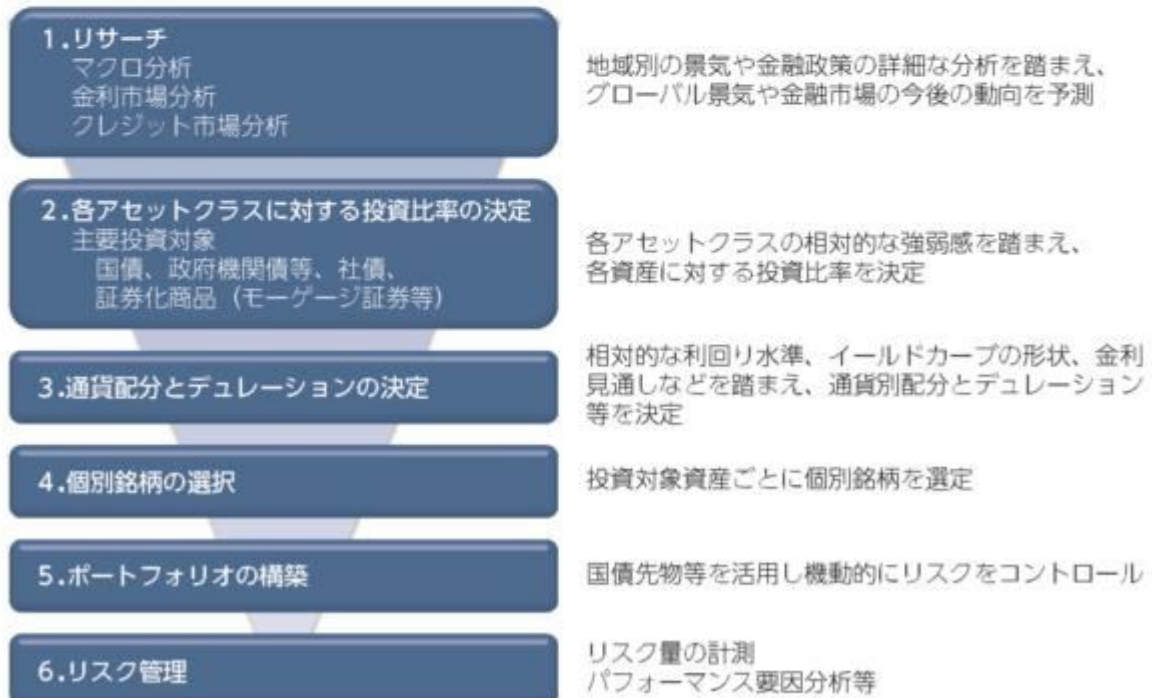 1.リサーチ
マクロ分析
金利市場分析
クレジット市場分析
地域別の景気や金融政策の詳細な分析を踏まえ、
グローバル景気や金融市場の今後の動向を予測
2.各アセットクラスに対する投資比率の決定
主要投資対象
国債、政府機関債等、社債、
証券化商品（モーゲージ証券等）
各アセットクラスの相対的な強弱感を踏まえ、
各資産に対する投資比率を決定
3.通貨配分とデュレーションの決定
相対的な利回り水準、イールドカーブの形状、金利
見通しなどを踏まえ、通貨別配分とデュレーション
等を決定
4.個別銘柄の選択
投資対象資産ごとに個別銘柄を選定
5.ポートフォリオの構築
国債先物等を活用し機動的にリスクをコントロール
6.リスク管理
リスク量の計測
パフォーマンス要因分析等